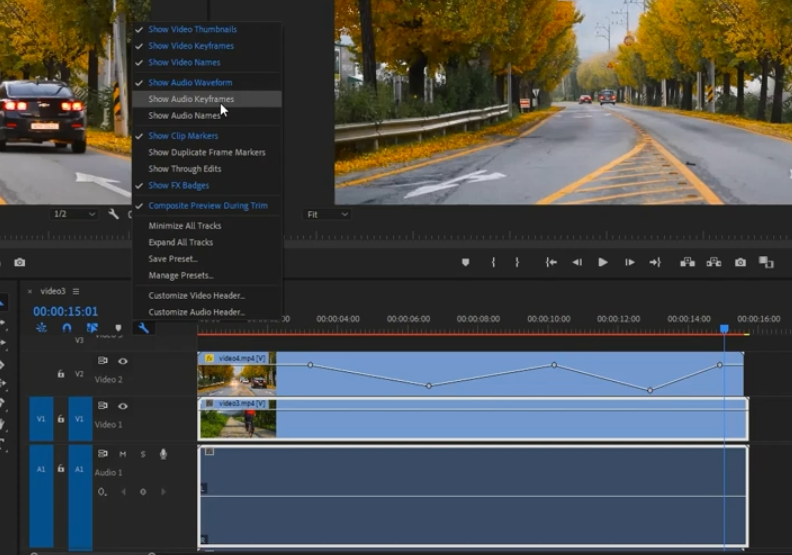 Show Video Thumbnails
Show Video Keyframes
Show Video Names
Show Audio Waveform
Show Audio Keyframes
Show Audio Names
Show Clip Markers
Show Duplicate Frame Markers
Show Through Edits
Show FX Badges
Composite Preview During Trim
Minimize All Tracks
Expand All Tracks
Save Preset...
Manage Presets...
Customize Video Header...
Customize Audio Header...
1/2
Fit
video3
00:00:15:01
00:00:04:00 00:00:06:00 00:00:08:00 00:00:10:00 00:00:12:00 00:00:14:00 00:00:16:00
V3
fx video4.mp4 [V]
V2 Video 2
video3.mp4 [V]
V1 V1 Video 1
A1 A1 M S
Audio 1